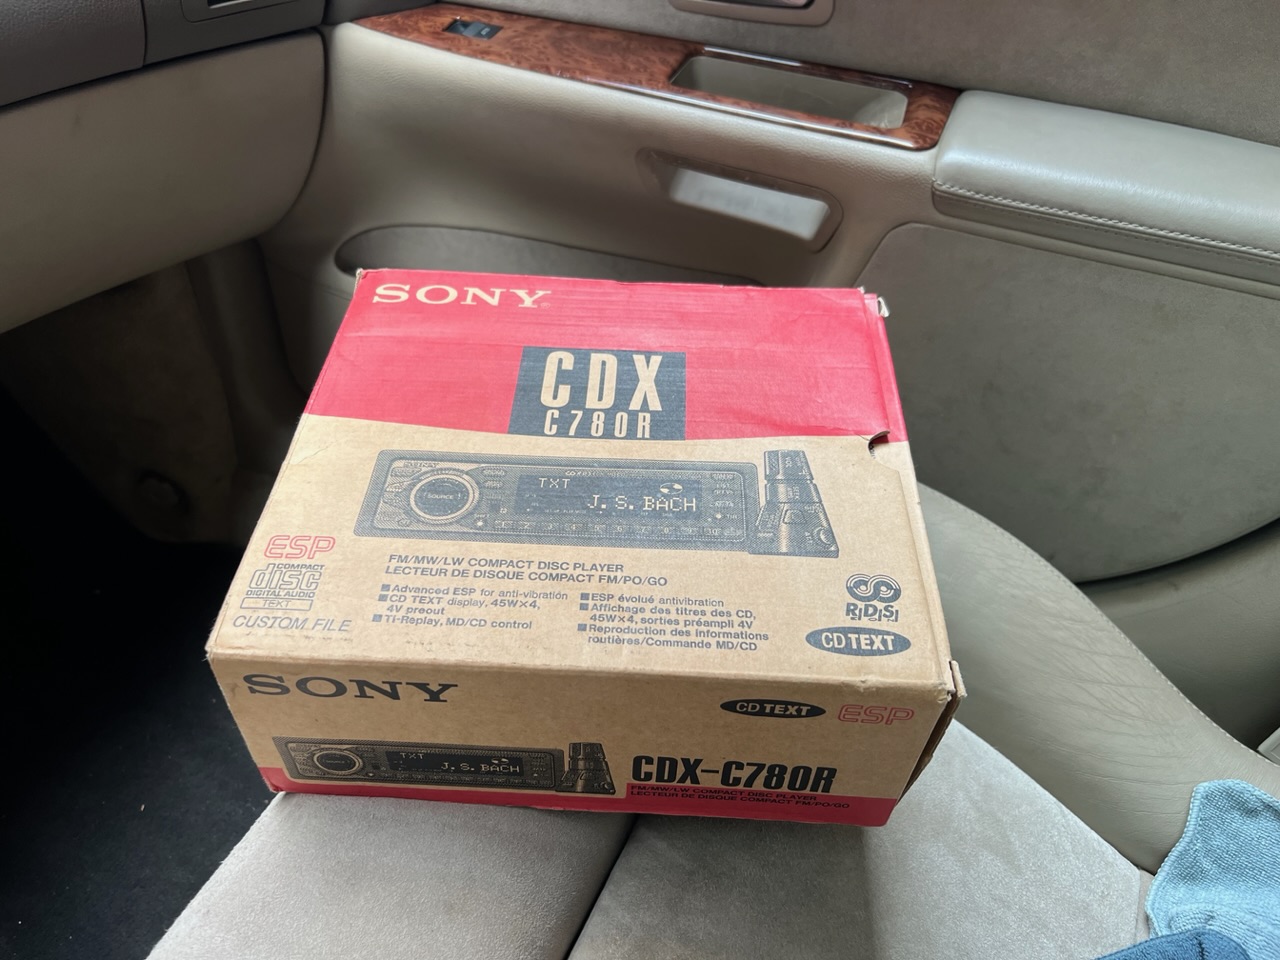 SONY
CDX
C780R
SONY
SOURCE
TXT
J.S.BACH
ESP
COMPACT
disc
DIGITAL AUDIO
TEXT
CUSTOM FILE
FM/MW/LW COMPACT DISC PLAYER
LECTEUR DE DISQUE COMPACT FM/PO/GO
■Advanced ESP for anti-vibration
■CD TEXT display, 45W×4,
4V preout
■Ti-Replay, MD/CD control
■ESP évolué antivibration
■Affichage des titres des CD,
45W×4, sorties préampli 4V
■Reproduction des informations
routières/Commande MD/CD
R·D·S
EON
CD TEXT
SONY
CD TEXT
ESP
TXT
J.S.BACH
CDX-C780R
FM/MW/LW COMPACT DISC PLAYER
LECTEUR DE DISQUE COMPACT FM/PO/GO